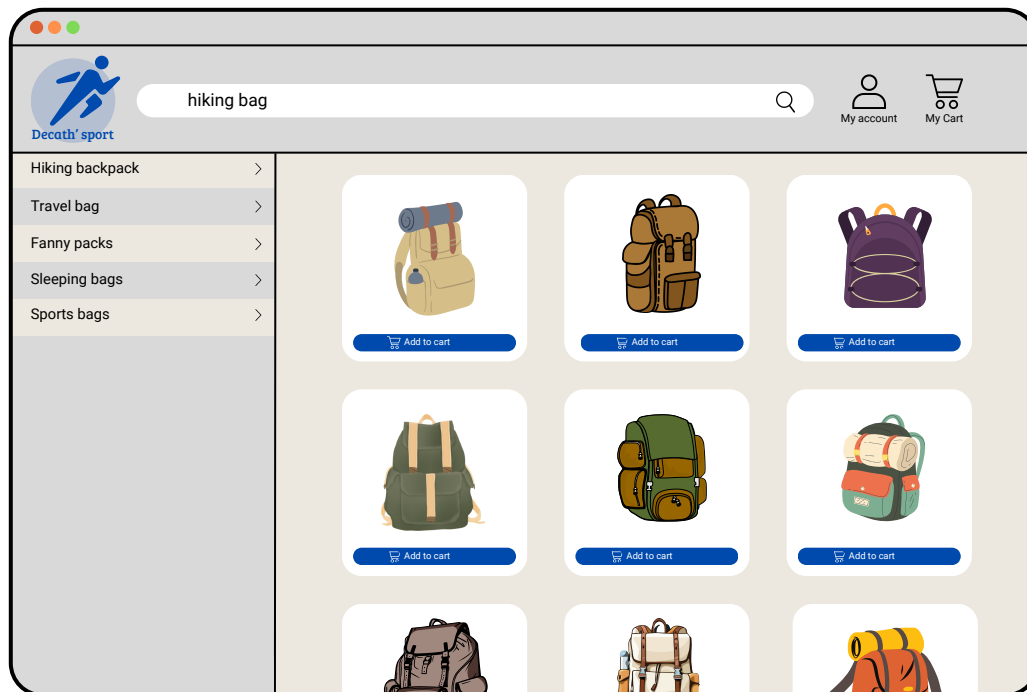 hiking bag
My account
My Cart
Decath' sport
Hiking backpack
Travel bag
Fanny packs
Sleeping bags
Sports bags
Add to cart
Add to cart
Add to cart
Add to cart
Add to cart
Add to cart